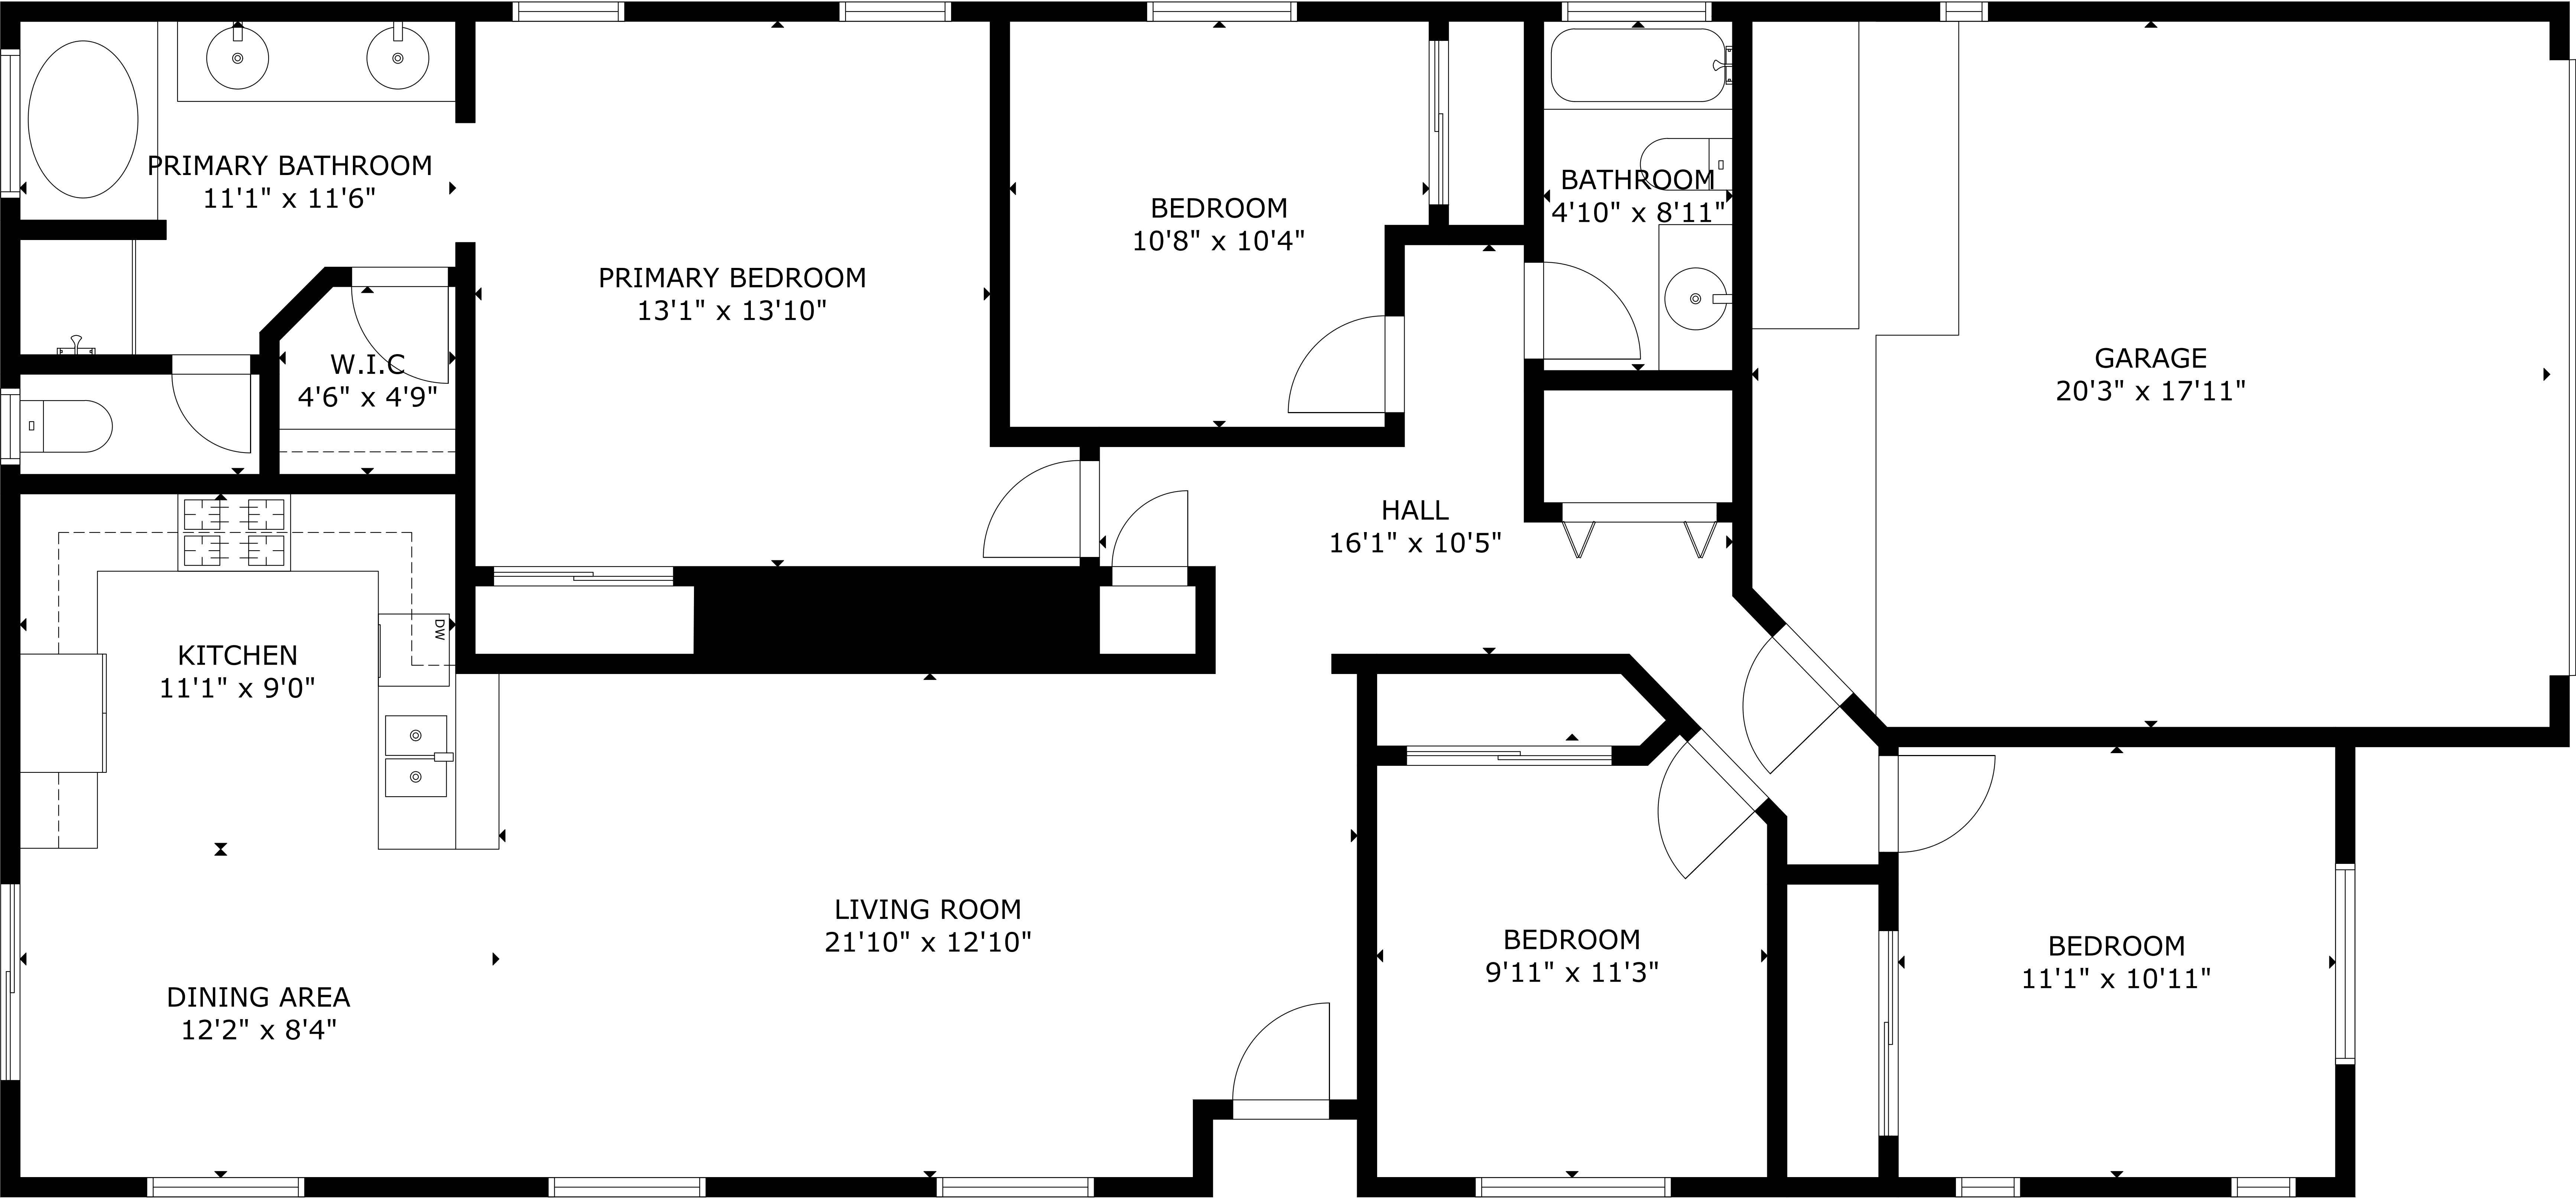 PRIMARY BATHROOM
11'1" x 11'6"
BATHROOM
4'10" x 8'11"
BEDROOM
10'8" x 10'4"
PRIMARY BEDROOM
13'1" x 13'10"
GARAGE
20'3" x 17'11"
W.I.C
4'6" x 4'9"
HALL
16'1" x 10'5"
DW
KITCHEN
11'1" x 9'0"
LIVING ROOM
21'10" x 12'10"
BEDROOM
9'11" x 11'3"
BEDROOM
11'1" x 10'11"
DINING AREA
12'2" x 8'4"